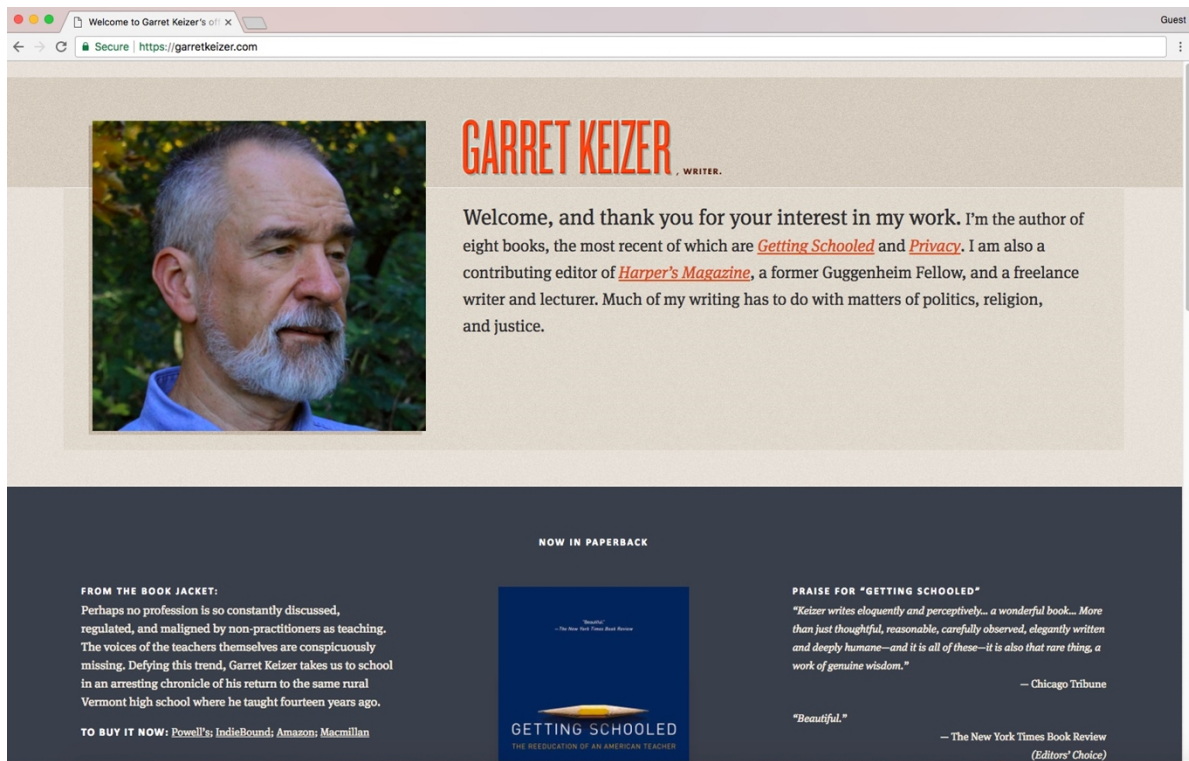 Welcome to Garret Keizer's off
Guest
Secure https://garretkeizer.com
GARRET KEIZER, WRITER.
Welcome, and thank you for your interest in my work. I'm the author of
eight books, the most recent of which are Getting Schooled and Privacy. I am also a
contributing editor of Harper's Magazine, a former Guggenheim Fellow, and a freelance
writer and lecturer. Much of my writing has to do with matters of politics, religion,
and justice.
NOW IN PAPERBACK
FROM THE BOOK JACKET:
Perhaps no profession is so constantly discussed,
regulated, and maligned by non-practitioners as teaching.
The voices of the teachers themselves are conspicuously
missing. Defying this trend, Garret Keizer takes us to school
in an arresting chronicle of his return to the same rural
Vermont high school where he taught fourteen years ago.
TO BUY IT NOW: Powell's; IndieBound; Amazon; Macmillan
"Beautiful."
—The New York Times Book Review
GETTING SCHOOLED
THE REEDUCATION OF AN AMERICAN TEACHER
PRAISE FOR "GETTING SCHOOLED"
"Keizer writes eloquently and perceptively... a wonderful book... More
than just thoughtful, reasonable, carefully observed, elegantly written
and deeply humane—and it is all of these—it is also that rare thing, a
work of genuine wisdom."
— Chicago Tribune
"Beautiful."
— The New York Times Book Review
(Editors' Choice)